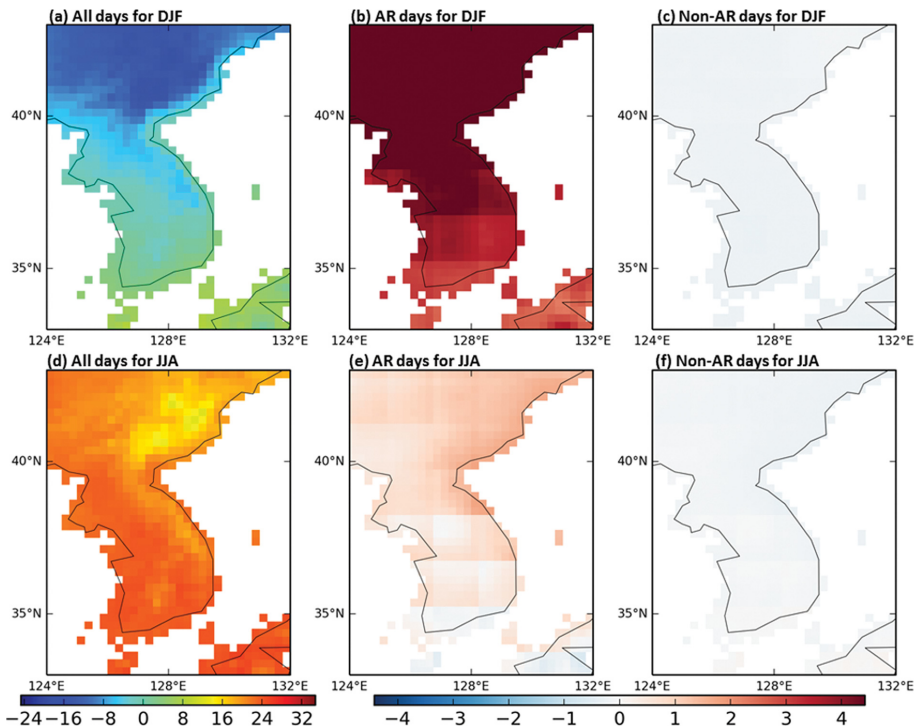 (a) All days for DJF (b) AR days for DJF (c) Non-AR days for DJF
40°N 40°N 40°N
35°N 35°N 35°N
124°E 128°E 132°E 124°E 128°E 132°E 124°E 128°E 132°E
(d) All days for JJA (e) AR days for JJA (f) Non-AR days for JJA
40°N 40°N 40°N
35°N 35°N 35°N
124°E 128°E 132°E 124°E 128°E 132°E 124°E 128°E 132°E
−24 −16 −8 0 8 16 24 32 −4 −3 −2 −1 0 1 2 3 4